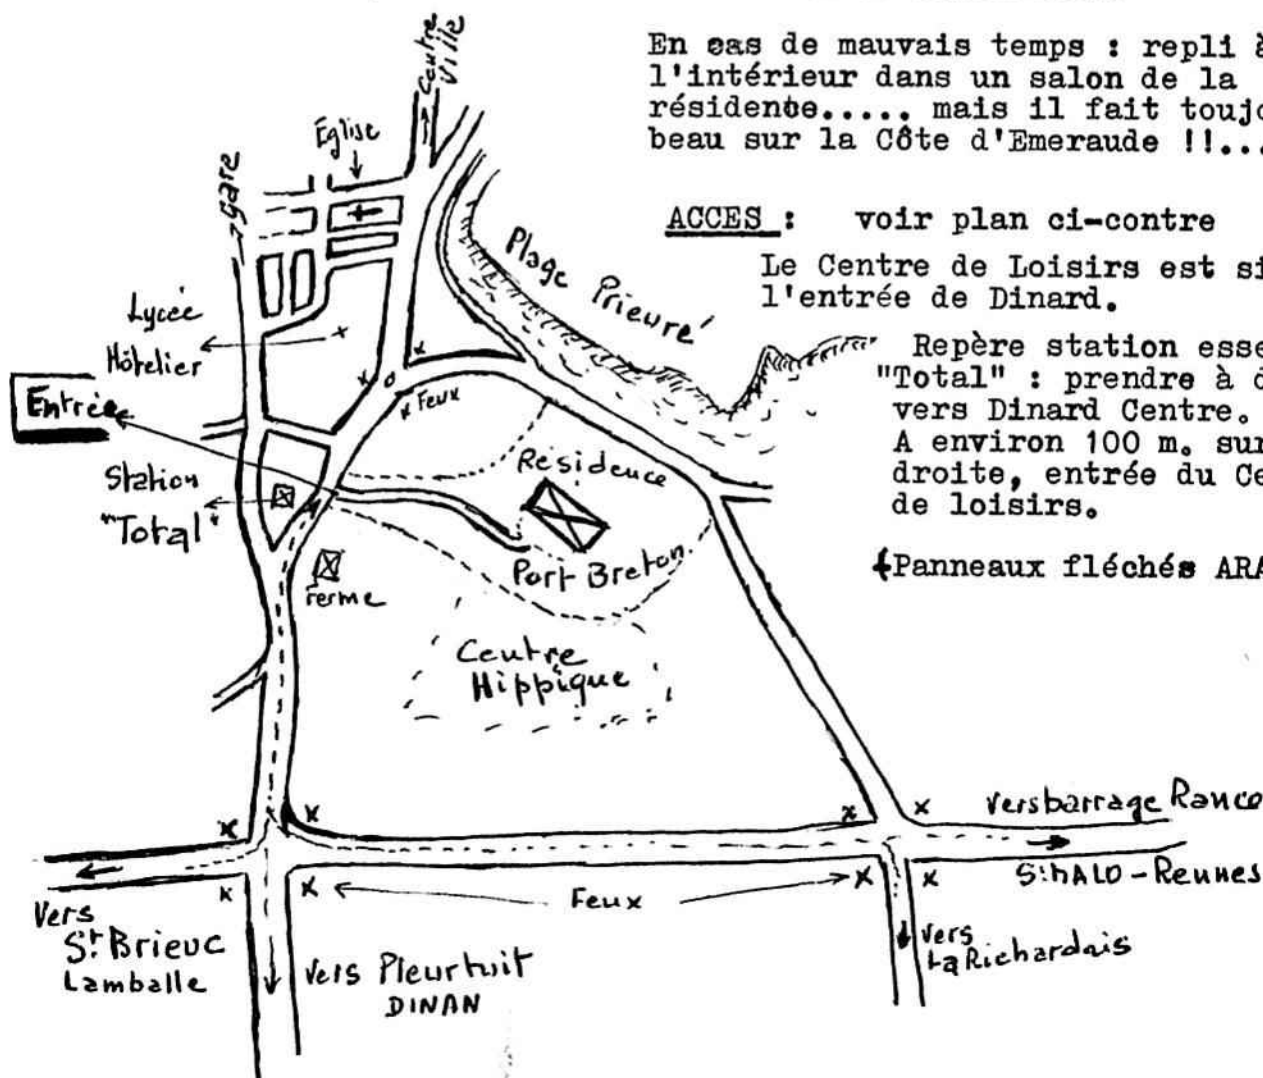 En cas de mauvais temps : repli à
l'intérieur dans un salon de la
résidence..... mais il fait toujo
beau sur la Côte d'Emeraude !!...
ACCES : voir plan ci-contre
Le Centre de Loisirs est si
l'entrée de Dinard.
Repère station esse
"Total" : prendre à d
vers Dinard Centre.
A environ 100 m. sur
droite, entrée du Ce
de loisirs.
Panneaux fléchés ARA
Centre
Ville
Église
Gare
Plage Prieuré
Lycée
Hôtelier
Entrée
Feux
Station
"Total"
Résidence
Port Breton
Ferme
Centre
Hippique
Vers barrage Rance
St MALO - Rennes
Feux
Vers
St Brieuc
Lamballe
Vers Pleurtuit
DINAN
Vers
La Richardais